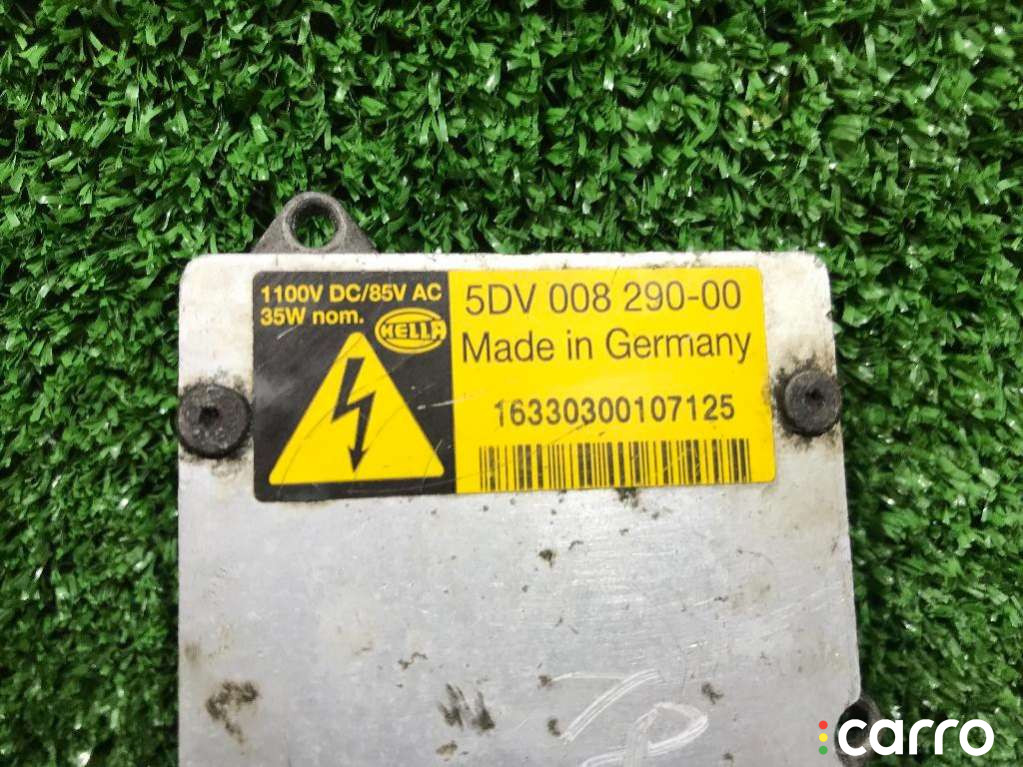 1100V DC/85V AC
35W nom.
HELLA
5DV 008 290-00
Made in Germany
16330300107125
carro